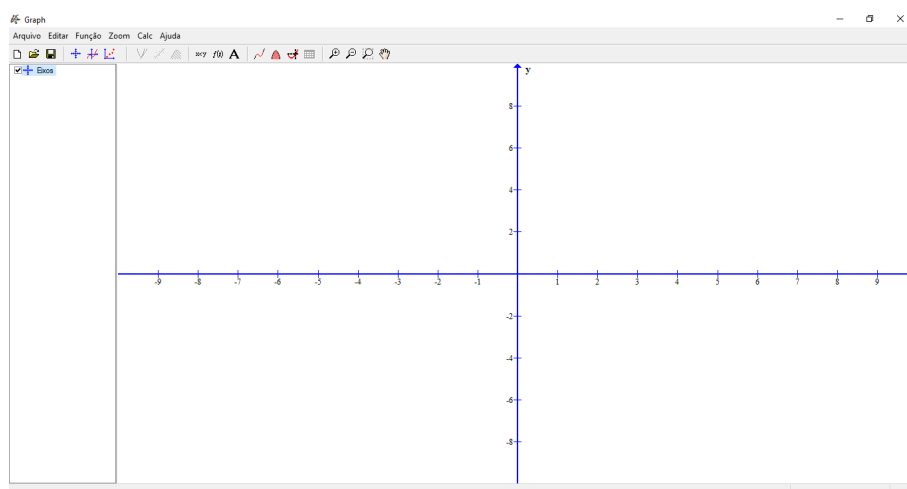 Graph
Arquivo Editar Função Zoom Calc Ajuda
x<y f(x) A
Eixos
y
8
6
4
2
-9 -8 -7 -6 -5 -4 -3 -2 -1 1 2 3 4 5 6 7 8 9
-2
-4
-6
-8